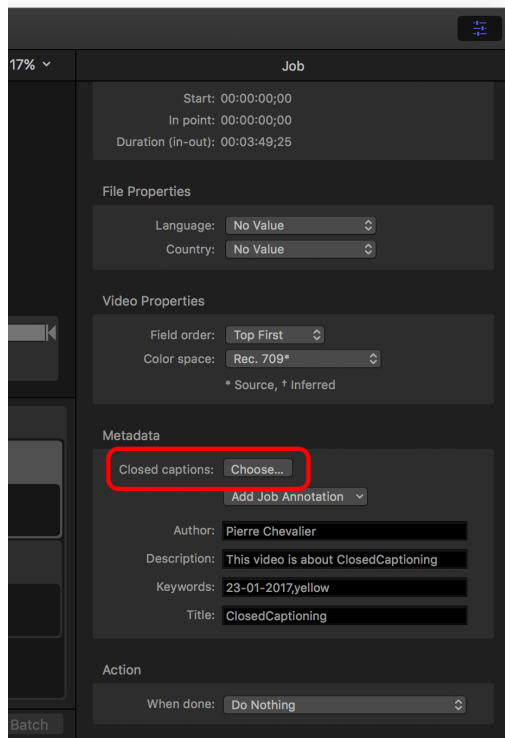 17%
Job
Start: 00:00:00;00
In point: 00:00:00;00
Duration (in-out): 00:03:49;25
File Properties
Language: No Value
Country: No Value
Video Properties
Field order: Top First
Color space: Rec. 709*
* Source, † Inferred
Metadata
Closed captions: Choose...
Add Job Annotation
Author: Pierre Chevalier
Description: This video is about ClosedCaptioning
Keywords: 23-01-2017,yellow
Title: ClosedCaptioning
Action
When done: Do Nothing
Batch